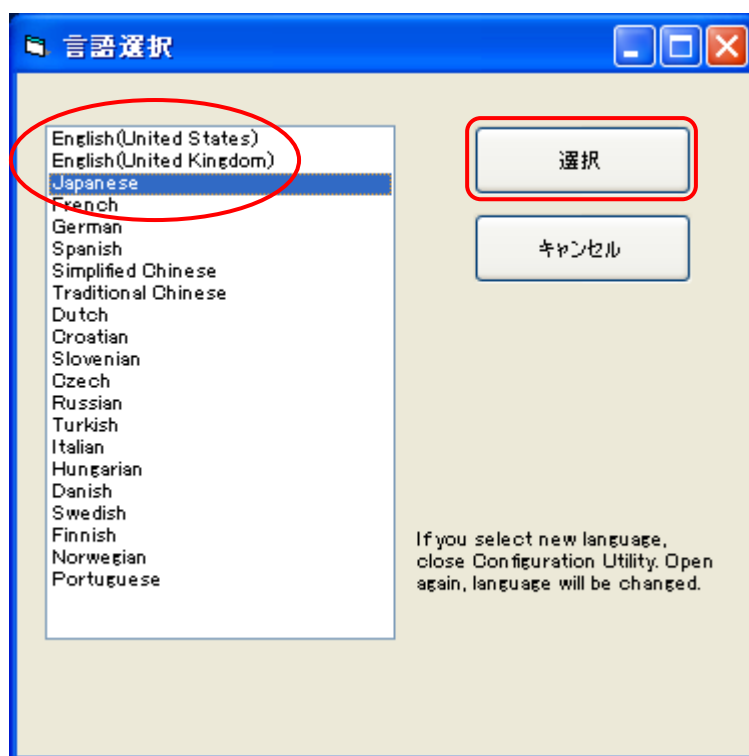 言語選択
English(United States)
English(United Kingdom)
Japanese
French
German
Spanish
Simplified Chinese
Traditional Chinese
Dutch
Croatian
Slovenian
Czech
Russian
Turkish
Italian
Hungarian
Danish
Swedish
Finnish
Norwegian
Portuguese
選択
キャンセル
If you select new language,
close Configuration Utility. Open
again, language will be changed.